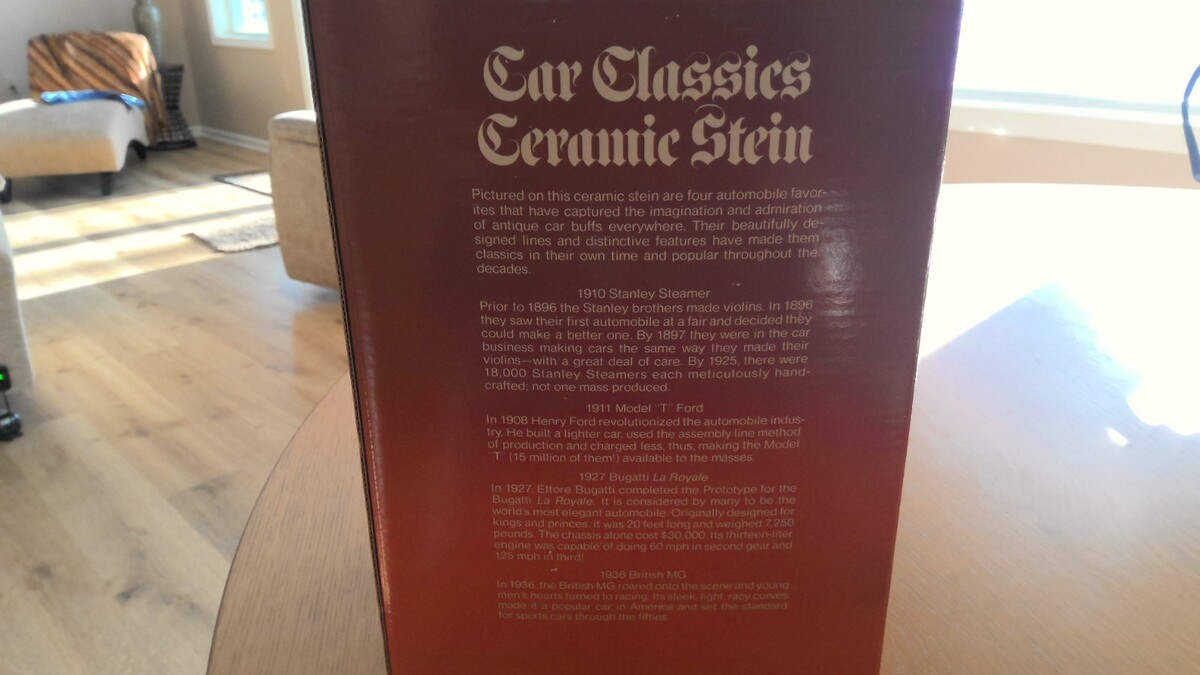 Car Classics
Ceramic Stein
Pictured on this ceramic stein are four automobile favor-
ites that have captured the imagination and admiration
of antique car buffs everywhere. Their beautifully de-
signed lines and distinctive features have made them
classics in their own time and popular throughout the
decades.
1910 Stanley Steamer
Prior to 1896 the Stanley brothers made violins. In 1896
they saw their first automobile at a fair and decided they
could make a better one. By 1897 they were in the car
business making cars the same way they made their
violins—with a great deal of care. By 1925, there were
18,000 Stanley Steamers each meticulously hand-
crafted; not one mass produced.
1911 Model "T" Ford
In 1908 Henry Ford revolutionized the automobile indus-
try. He built a lighter car, used the assembly line method
of production and charged less, thus, making the Model
"T" (15 million of them!) available to the masses.
1927 Bugatti La Royale
In 1927, Ettore Bugatti completed the Prototype for the
Bugatti La Royale. It is considered by many to be the
world's most elegant automobile. Originally designed for
kings and princes, it was 20 feet long and weighed 7,250
pounds. The chassis alone cost $30,000. Its thirteen-liter
engine was capable of doing 60 mph in second gear and
125 mph in third!
1936 British MG
In 1936, the British MG roared onto the scene and young
men's hearts turned to racing. Its sleek, light, racy curves
made it a popular car in America and set the standard
for sports cars through the fifties.